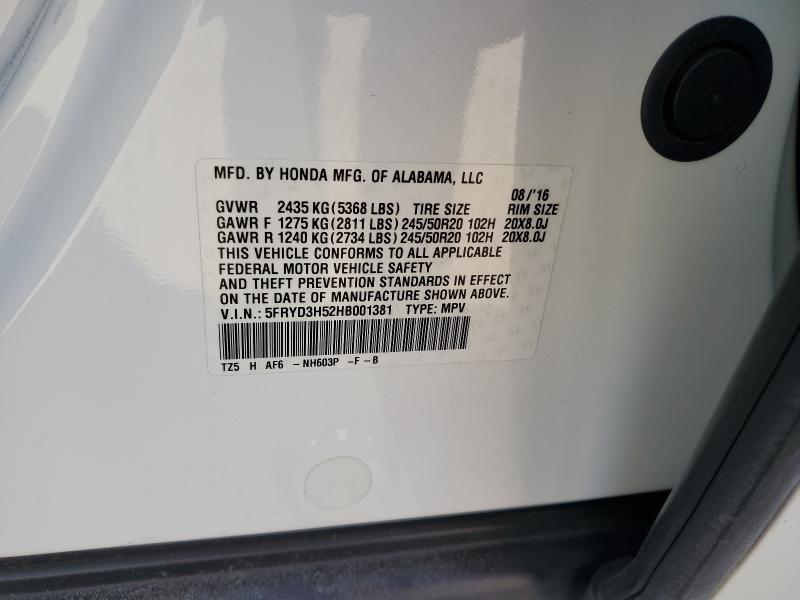 MFD. BY HONDA MFG. OF ALABAMA, LLC
08/'16
GVWR 2435 KG(5368 LBS) TIRE SIZE RIM SIZE
GAWR F 1275 KG(2811 LBS)245/50R20 102H 20X8.0J
GAWR R 1240 KG(2734 LBS)245/50R20 102H 20X8.0J
THIS VEHICLE CONFORMS TO ALL APPLICABLE
FEDERAL MOTOR VEHICLE SAFETY
AND THEFT PREVENTION STANDARDS IN EFFECT
ON THE DATE OF MANUFACTURE SHOWN ABOVE.
V.I.N.: 5FRYD3H52HB001381 TYPE: MPV
TZ5 H AF6 -NH603P -F -B